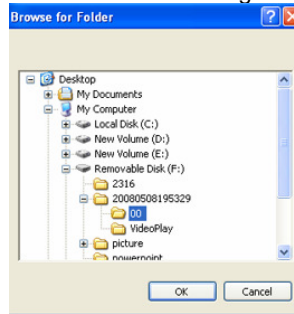 Browse for Folder
Desktop
My Documents
My Computer
Local Disk (C:)
New Volume (D:)
New Volume (E:)
Removable Disk (F:)
2316
20080508195329
00
VideoPlay
picture
powerpoint
OK Cancel